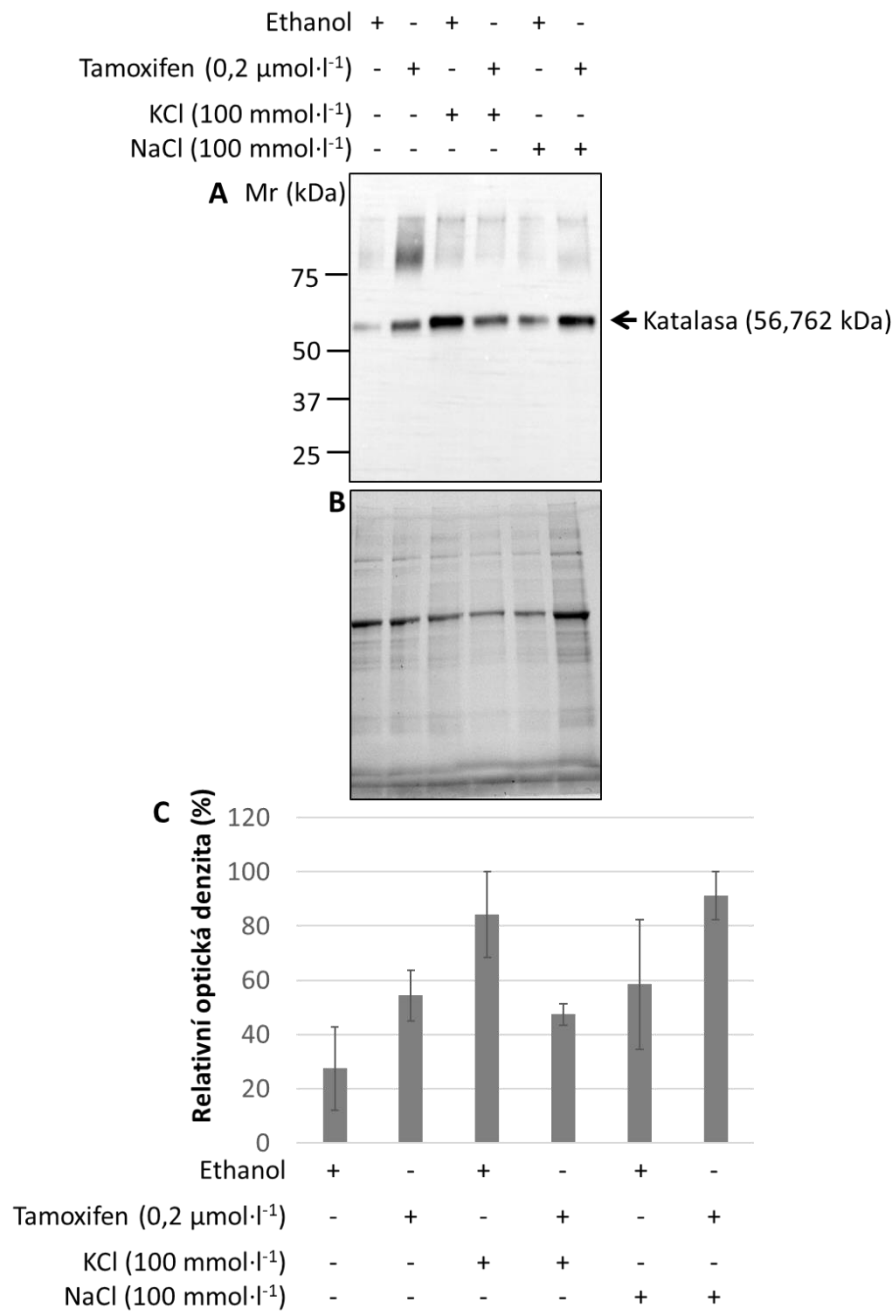 Ethanol + - + - + -
Tamoxifen (0,2 µmol·l⁻¹) - + - + - +
KCl (100 mmol·l⁻¹) - - + + - -
NaCl (100 mmol·l⁻¹) - - - - + +
A Mr (kDa)
75
Katalasa (56,762 kDa)
50
37
25
B
C
Relativní optická denzita (%)
120
100
80
60
40
20
0
Ethanol + - + - + -
Tamoxifen (0,2 µmol·l⁻¹) - + - + - +
KCl (100 mmol·l⁻¹) - - + + - -
NaCl (100 mmol·l⁻¹) - - - - + +